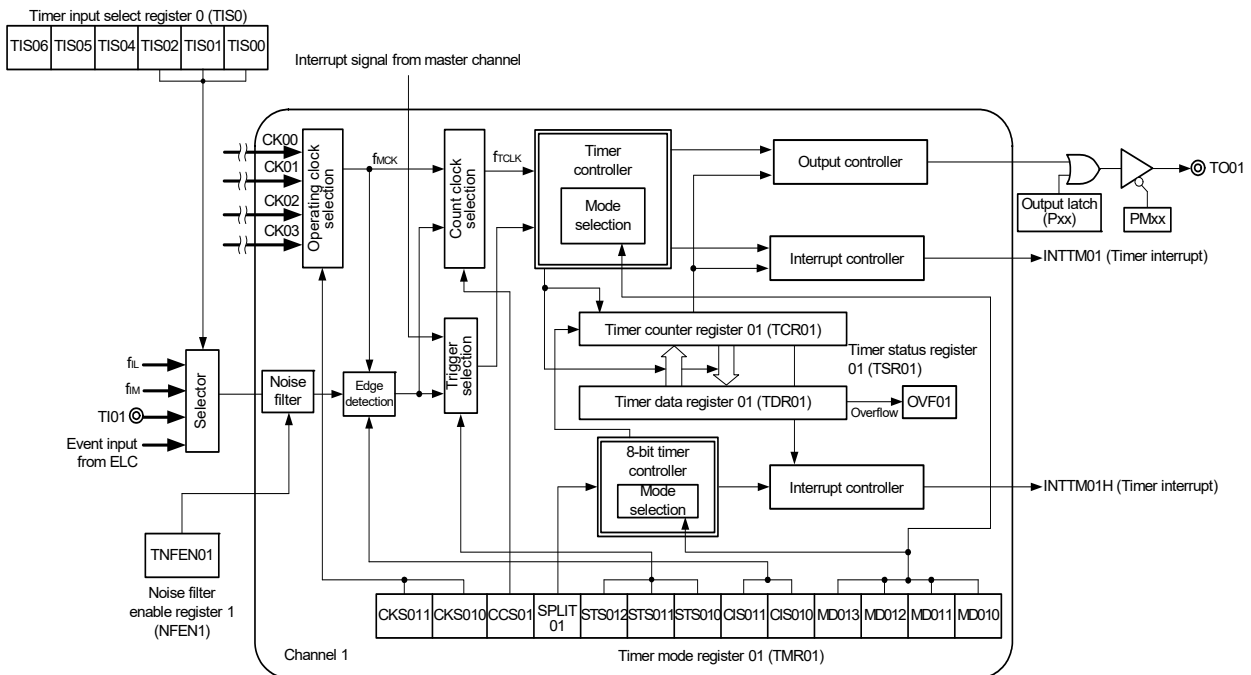 Timer input select register 0 (TIS0)
TIS06 TIS05 TIS04 TIS02 TIS01 TIS00
Interrupt signal from master channel
CK00
CK01
CK02
CK03
Operating clock
selection
fMCK
Count clock
selection
fTCLK
Timer
controller
Mode
selection
Output controller
Output latch
(Pxx)
PMxx
TO01
Interrupt controller
INTTM01 (Timer interrupt)
fIL
fIM
TI01
Event input
from ELC
Selector
Noise
filter
Edge
detection
Trigger
selection
Timer counter register 01 (TCR01)
Timer status register
01 (TSR01)
Timer data register 01 (TDR01)
Overflow
OVF01
8-bit timer
controller
Mode
selection
Interrupt controller
INTTM01H (Timer interrupt)
TNFEN01
Noise filter
enable register 1
(NFEN1)
CKS011 CKS010 CCS01 SPLIT
01 STS012 STS011 STS010 CIS011 CIS010 MD013 MD012 MD011 MD010
Channel 1
Timer mode register 01 (TMR01)